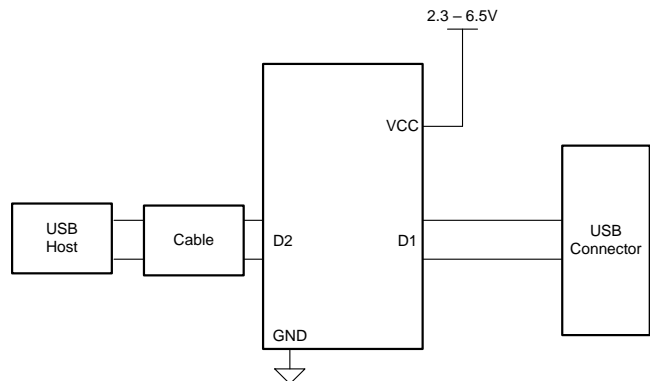 2.3 – 6.5V
VCC
USB
Host
Cable
D2
D1
USB
Connector
GND